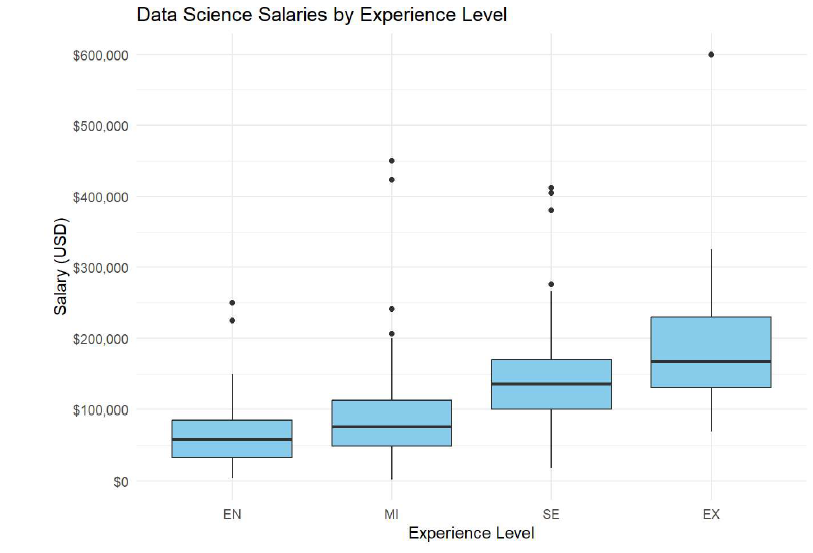 Data Science Salaries by Experience Level
$600,000
$500,000
$400,000
$300,000
$200,000
$100,000
$0
Salary (USD)
EN MI SE EX
Experience Level